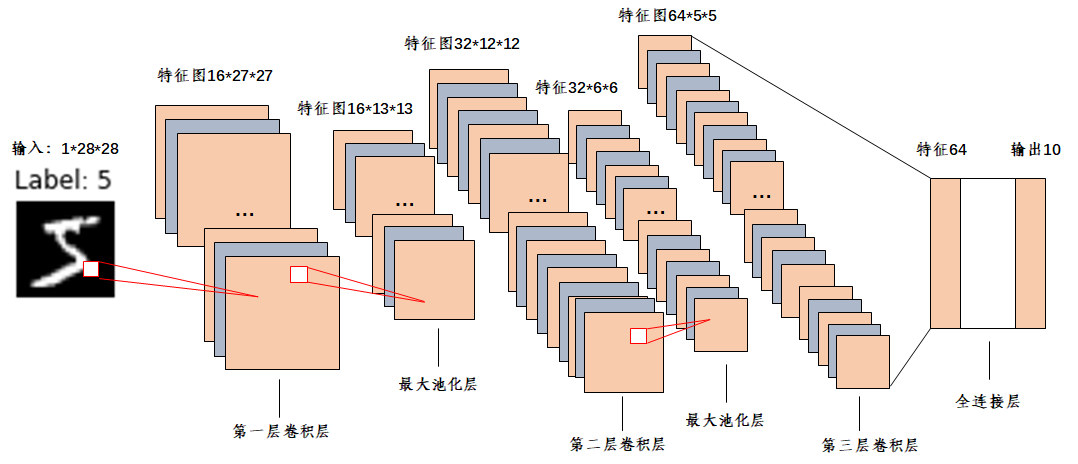 特征图64*5*5
特征图32*12*12
特征图16*27*27
特征图32*6*6
特征图16*13*13
输入：1*28*28
特征64
输出10
Label: 5
...
...
...
...
...
最大池化层
全连接层
最大池化层
第一层卷积层
第二层卷积层
第三层卷积层